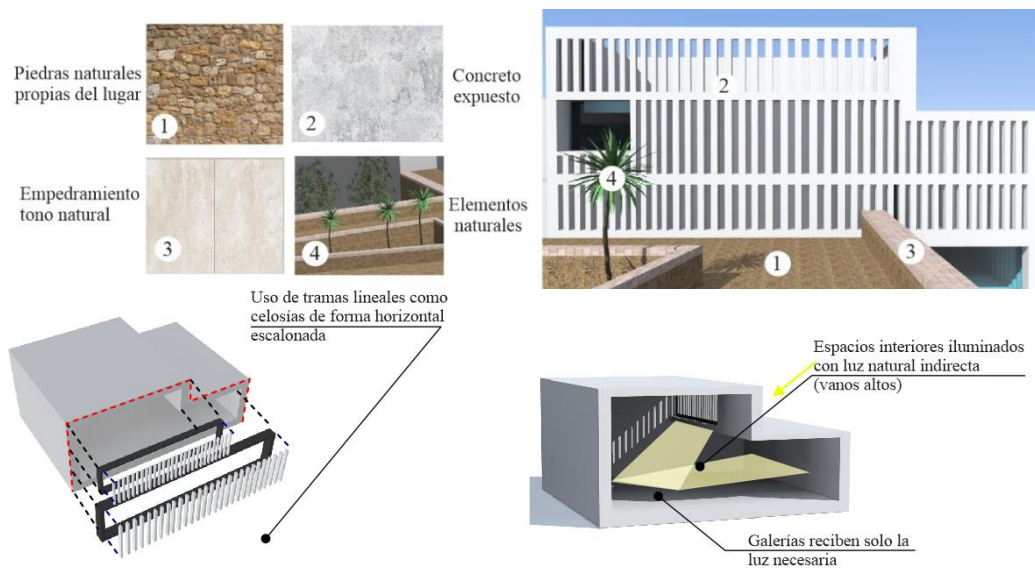 Piedras naturales
propias del lugar
1
2
Concreto
expuesto
Empedramiento
tono natural
3
4
Elementos
naturales
2
4
3
1
Uso de tramas lineales como
celosías de forma horizontal
escalonada
Espacios interiores iluminados
con luz natural indirecta
(vanos altos)
Galerías reciben solo la
luz necesaria